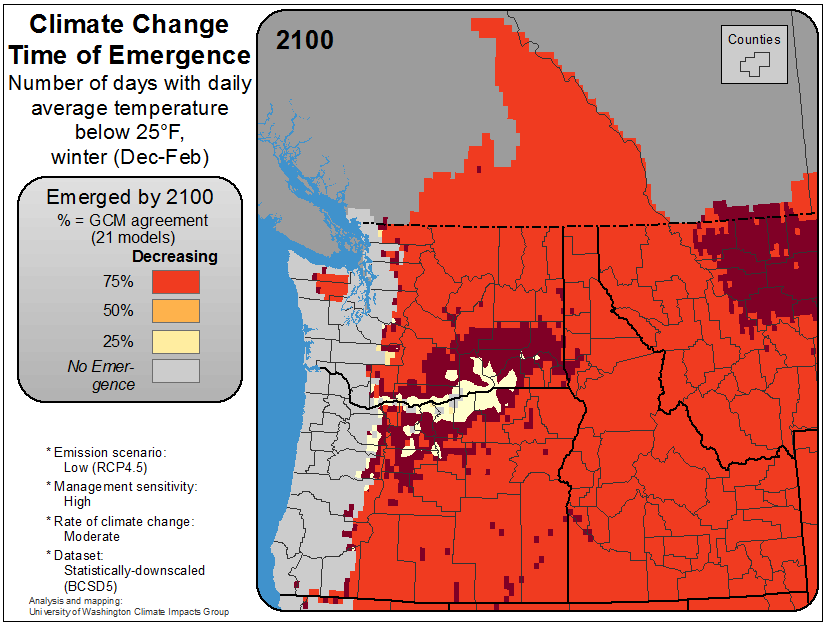 Climate Change
Time of Emergence
Number of days with daily
average temperature
below 25°F,
winter (Dec-Feb)
Emerged by 2100
% = GCM agreement
(21 models)
Decreasing
75%
50%
25%
No Emer-
gence
* Emission scenario:
Low (RCP4.5)
* Management sensitivity:
High
* Rate of climate change:
Moderate
* Dataset:
Statistically-downscaled
(BCSD5)
Analysis and mapping:
University of Washington Climate Impacts Group
2100
Counties